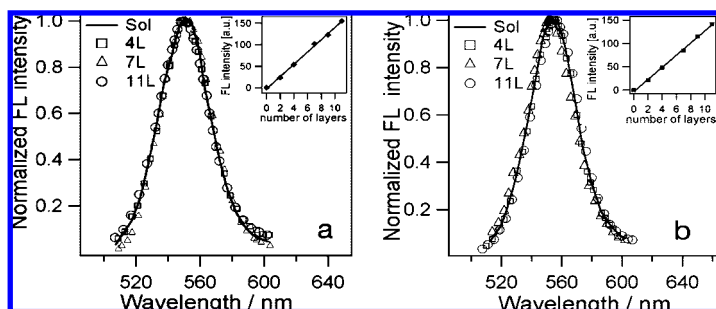 Normalized FL intensity
1.0
0.8
0.6
0.4
0.2
Sol
4L
7L
11L
FL intensity [a.u.]
150
100
50
0
0 2 4 6 8 10
number of layers
a
520 560 600 640
Wavelength / nm
Normalized FL intensity
1.0
0.8
0.6
0.4
0.2
Sol
4L
7L
11L
FL intensity [a.u.]
150
100
50
0
0 2 4 6 8 10
number of layers
b
520 560 600 640
Wavelength / nm